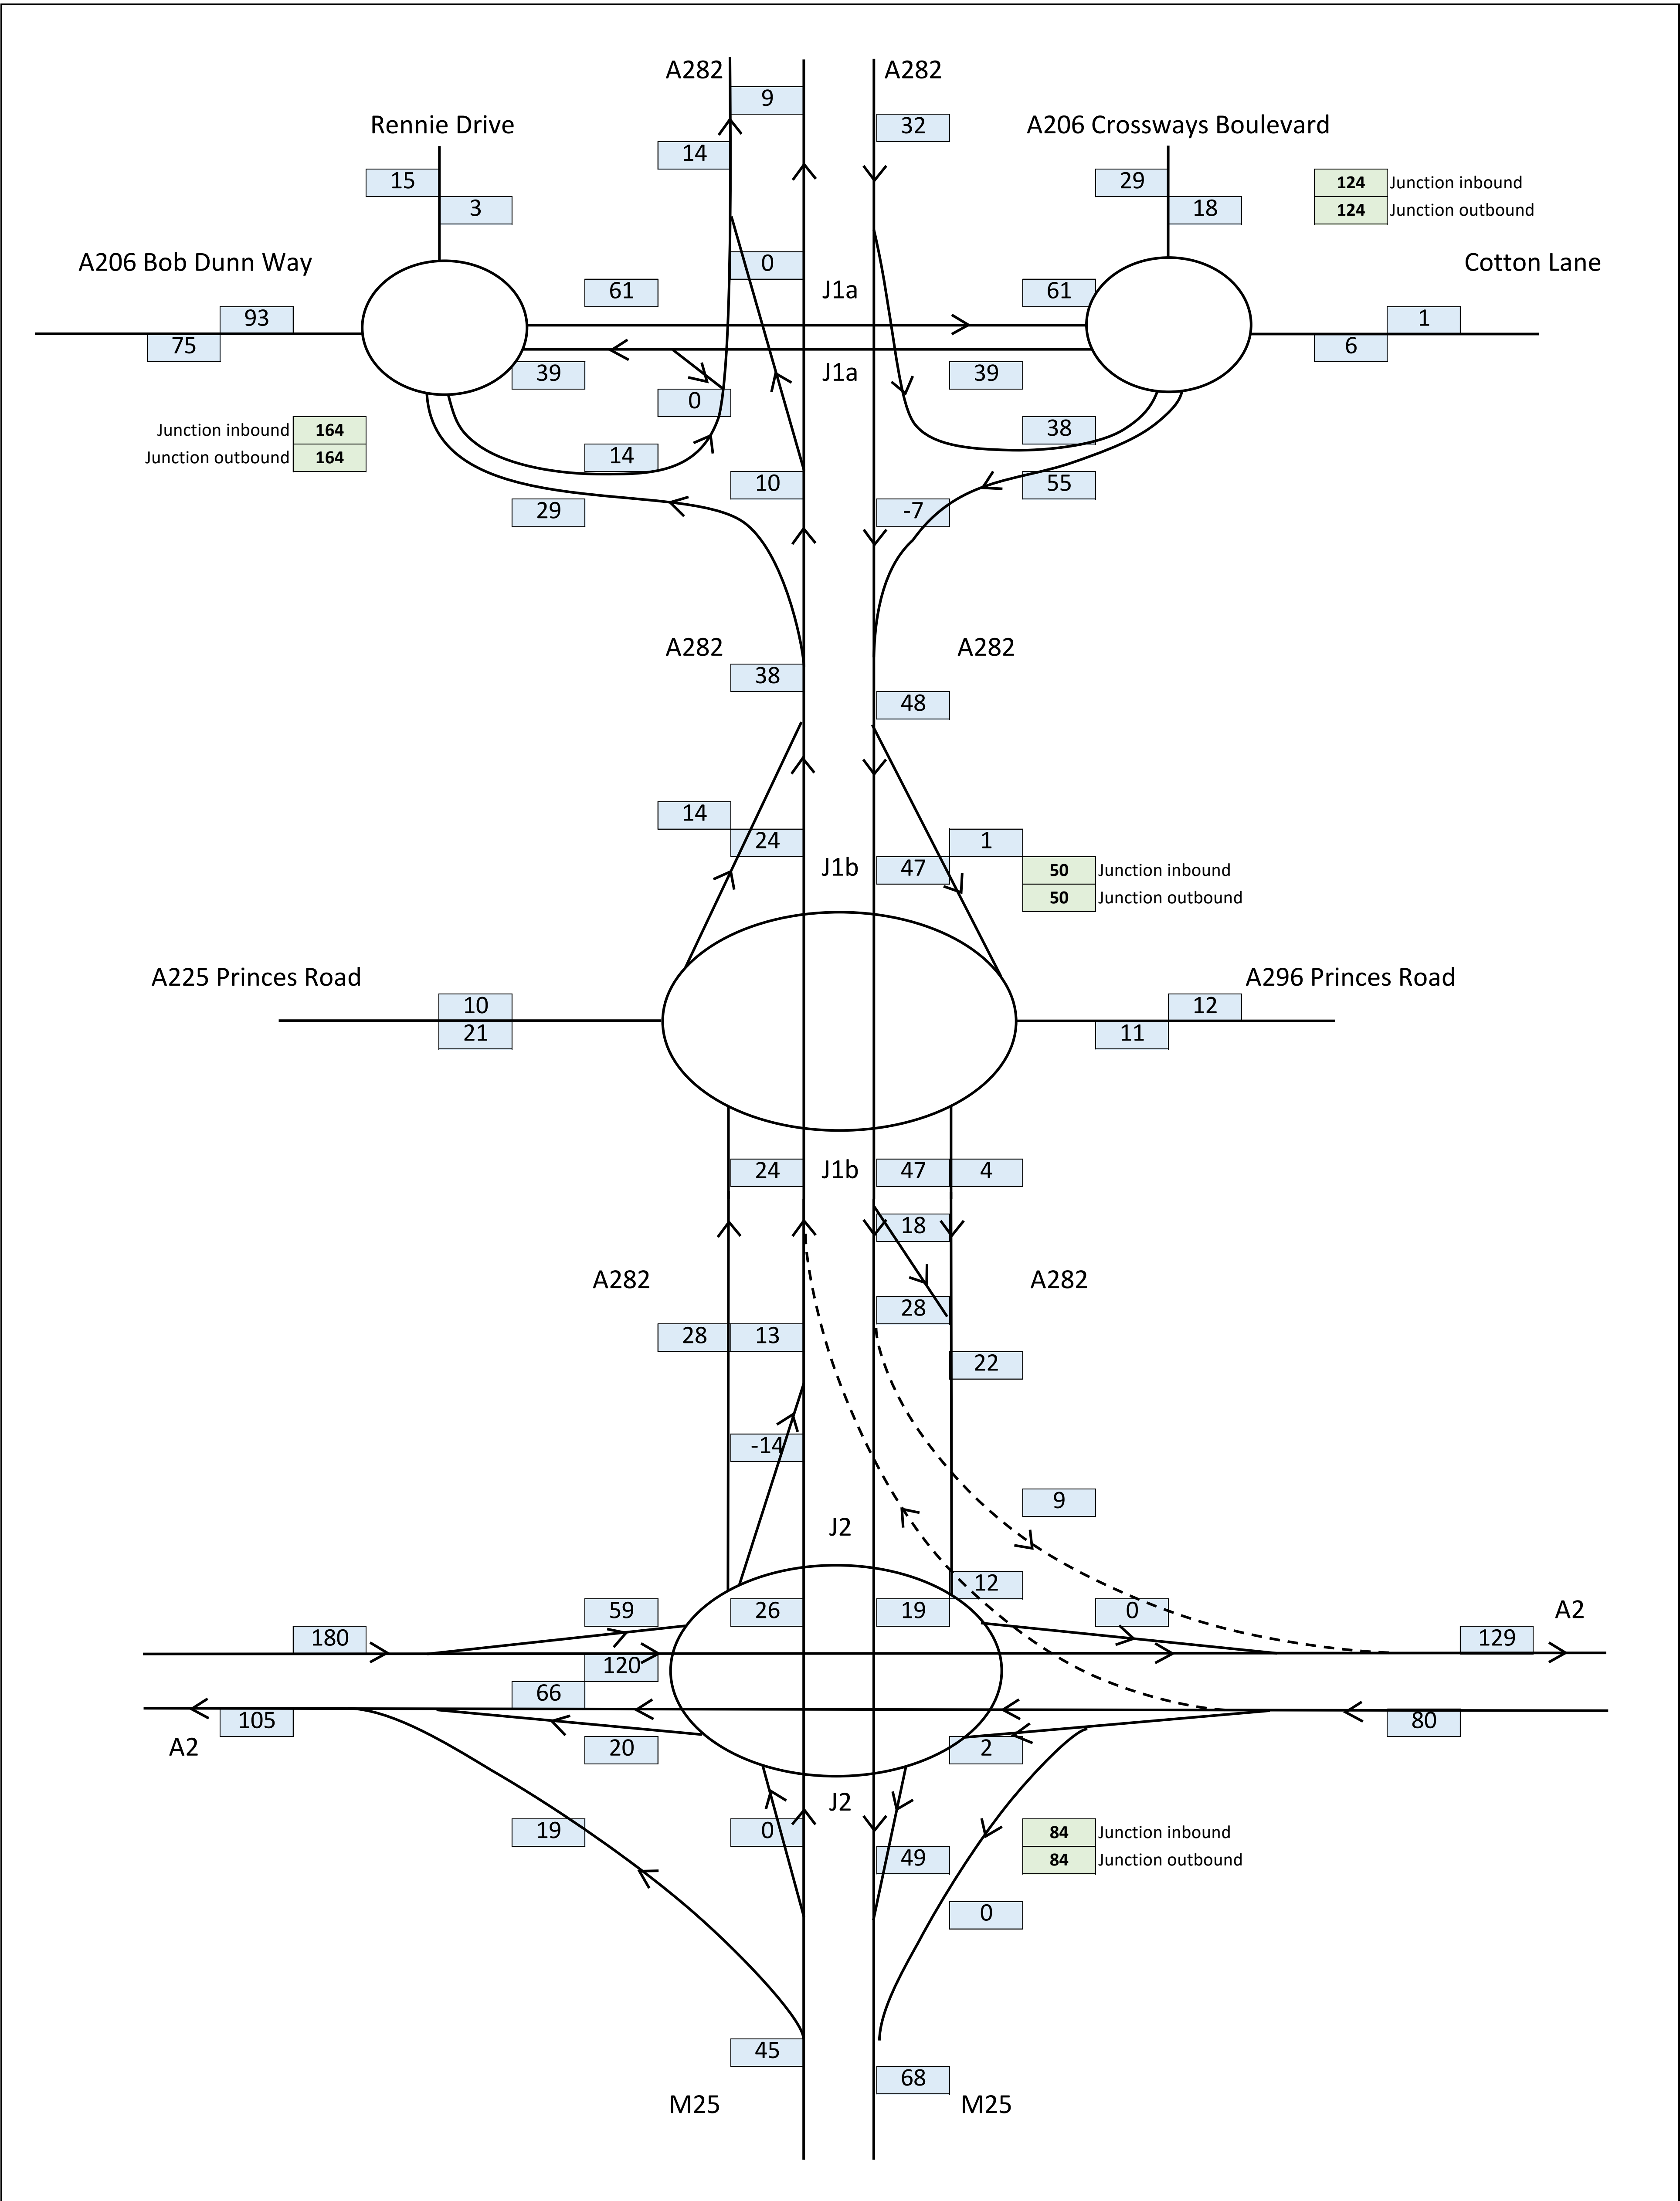 A282 A282
9
32
Rennie Drive A206 Crossways Boulevard
14
15 29 124 Junction inbound
3 18 124 Junction outbound
A206 Bob Dunn Way 0 Cotton Lane
61 J1a 61
93 1
75 6
39 J1a 39
0
Junction inbound 164 38
Junction outbound 164 14
10 55
29 -7
A282 A282
38
48
14
24 1
J1b 47 50 Junction inbound
50 Junction outbound
A225 Princes Road A296 Princes Road
10 12
21 11
24 J1b 47 4
18
A282 A282
28
28 13
22
-14
9
J2
12
59 26 19 0 A2
180 129
120
66
105 80
A2 20 2
J2
19 0 84 Junction inbound
49 84 Junction outbound
0
45
68
M25 M25